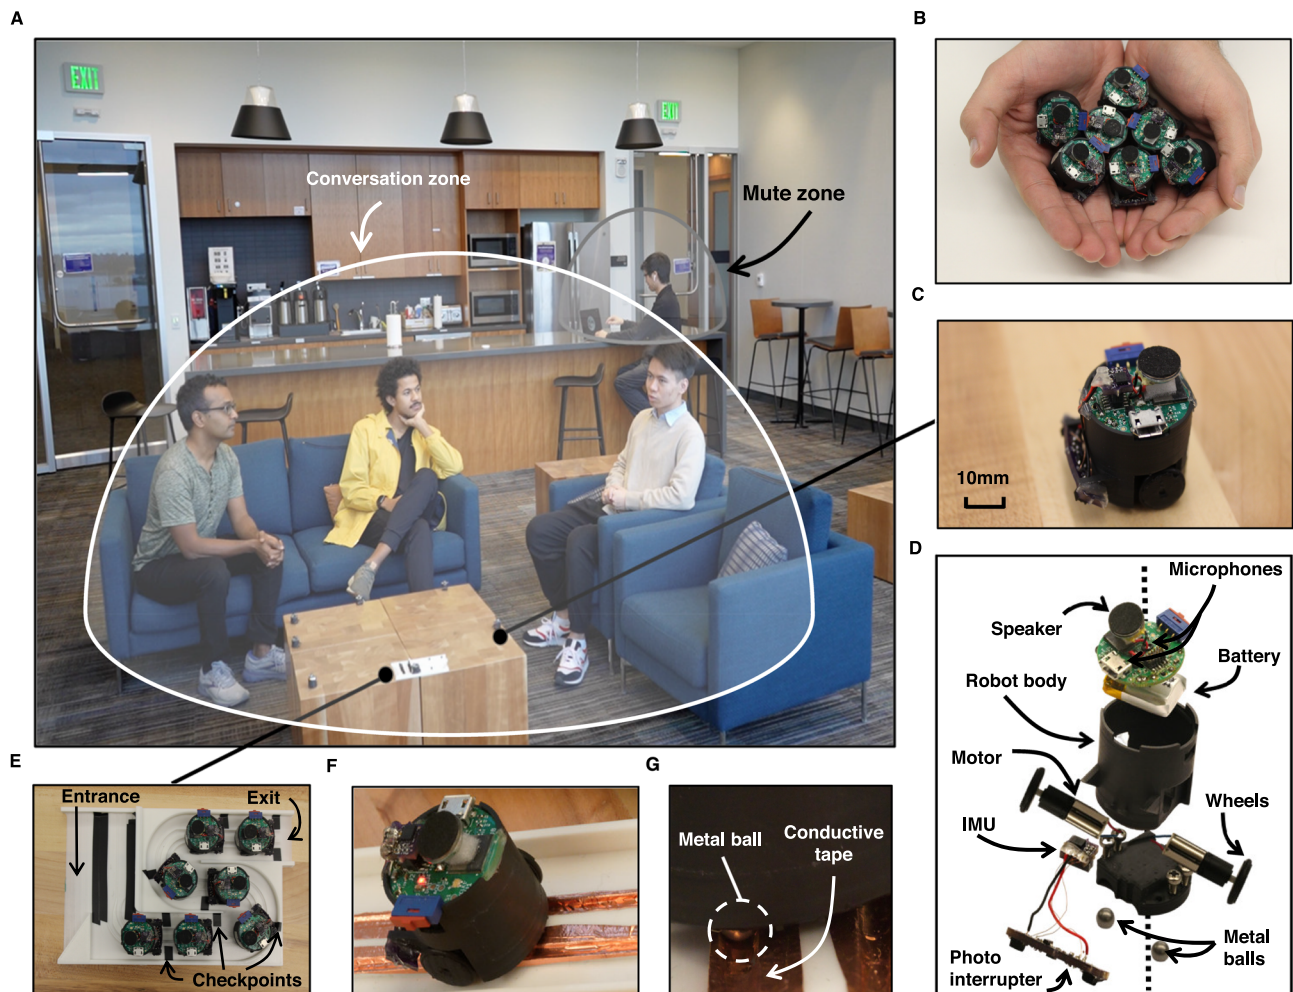 A
B
EXIT
EXIT
Conversation zone
Mute zone
C
10mm
D
Microphones
Speaker
Battery
Robot body
Motor
Wheels
IMU
Metal
balls
Photo
interrupter
E
Entrance
Exit
Checkpoints
F
G
Metal ball
Conductive
tape